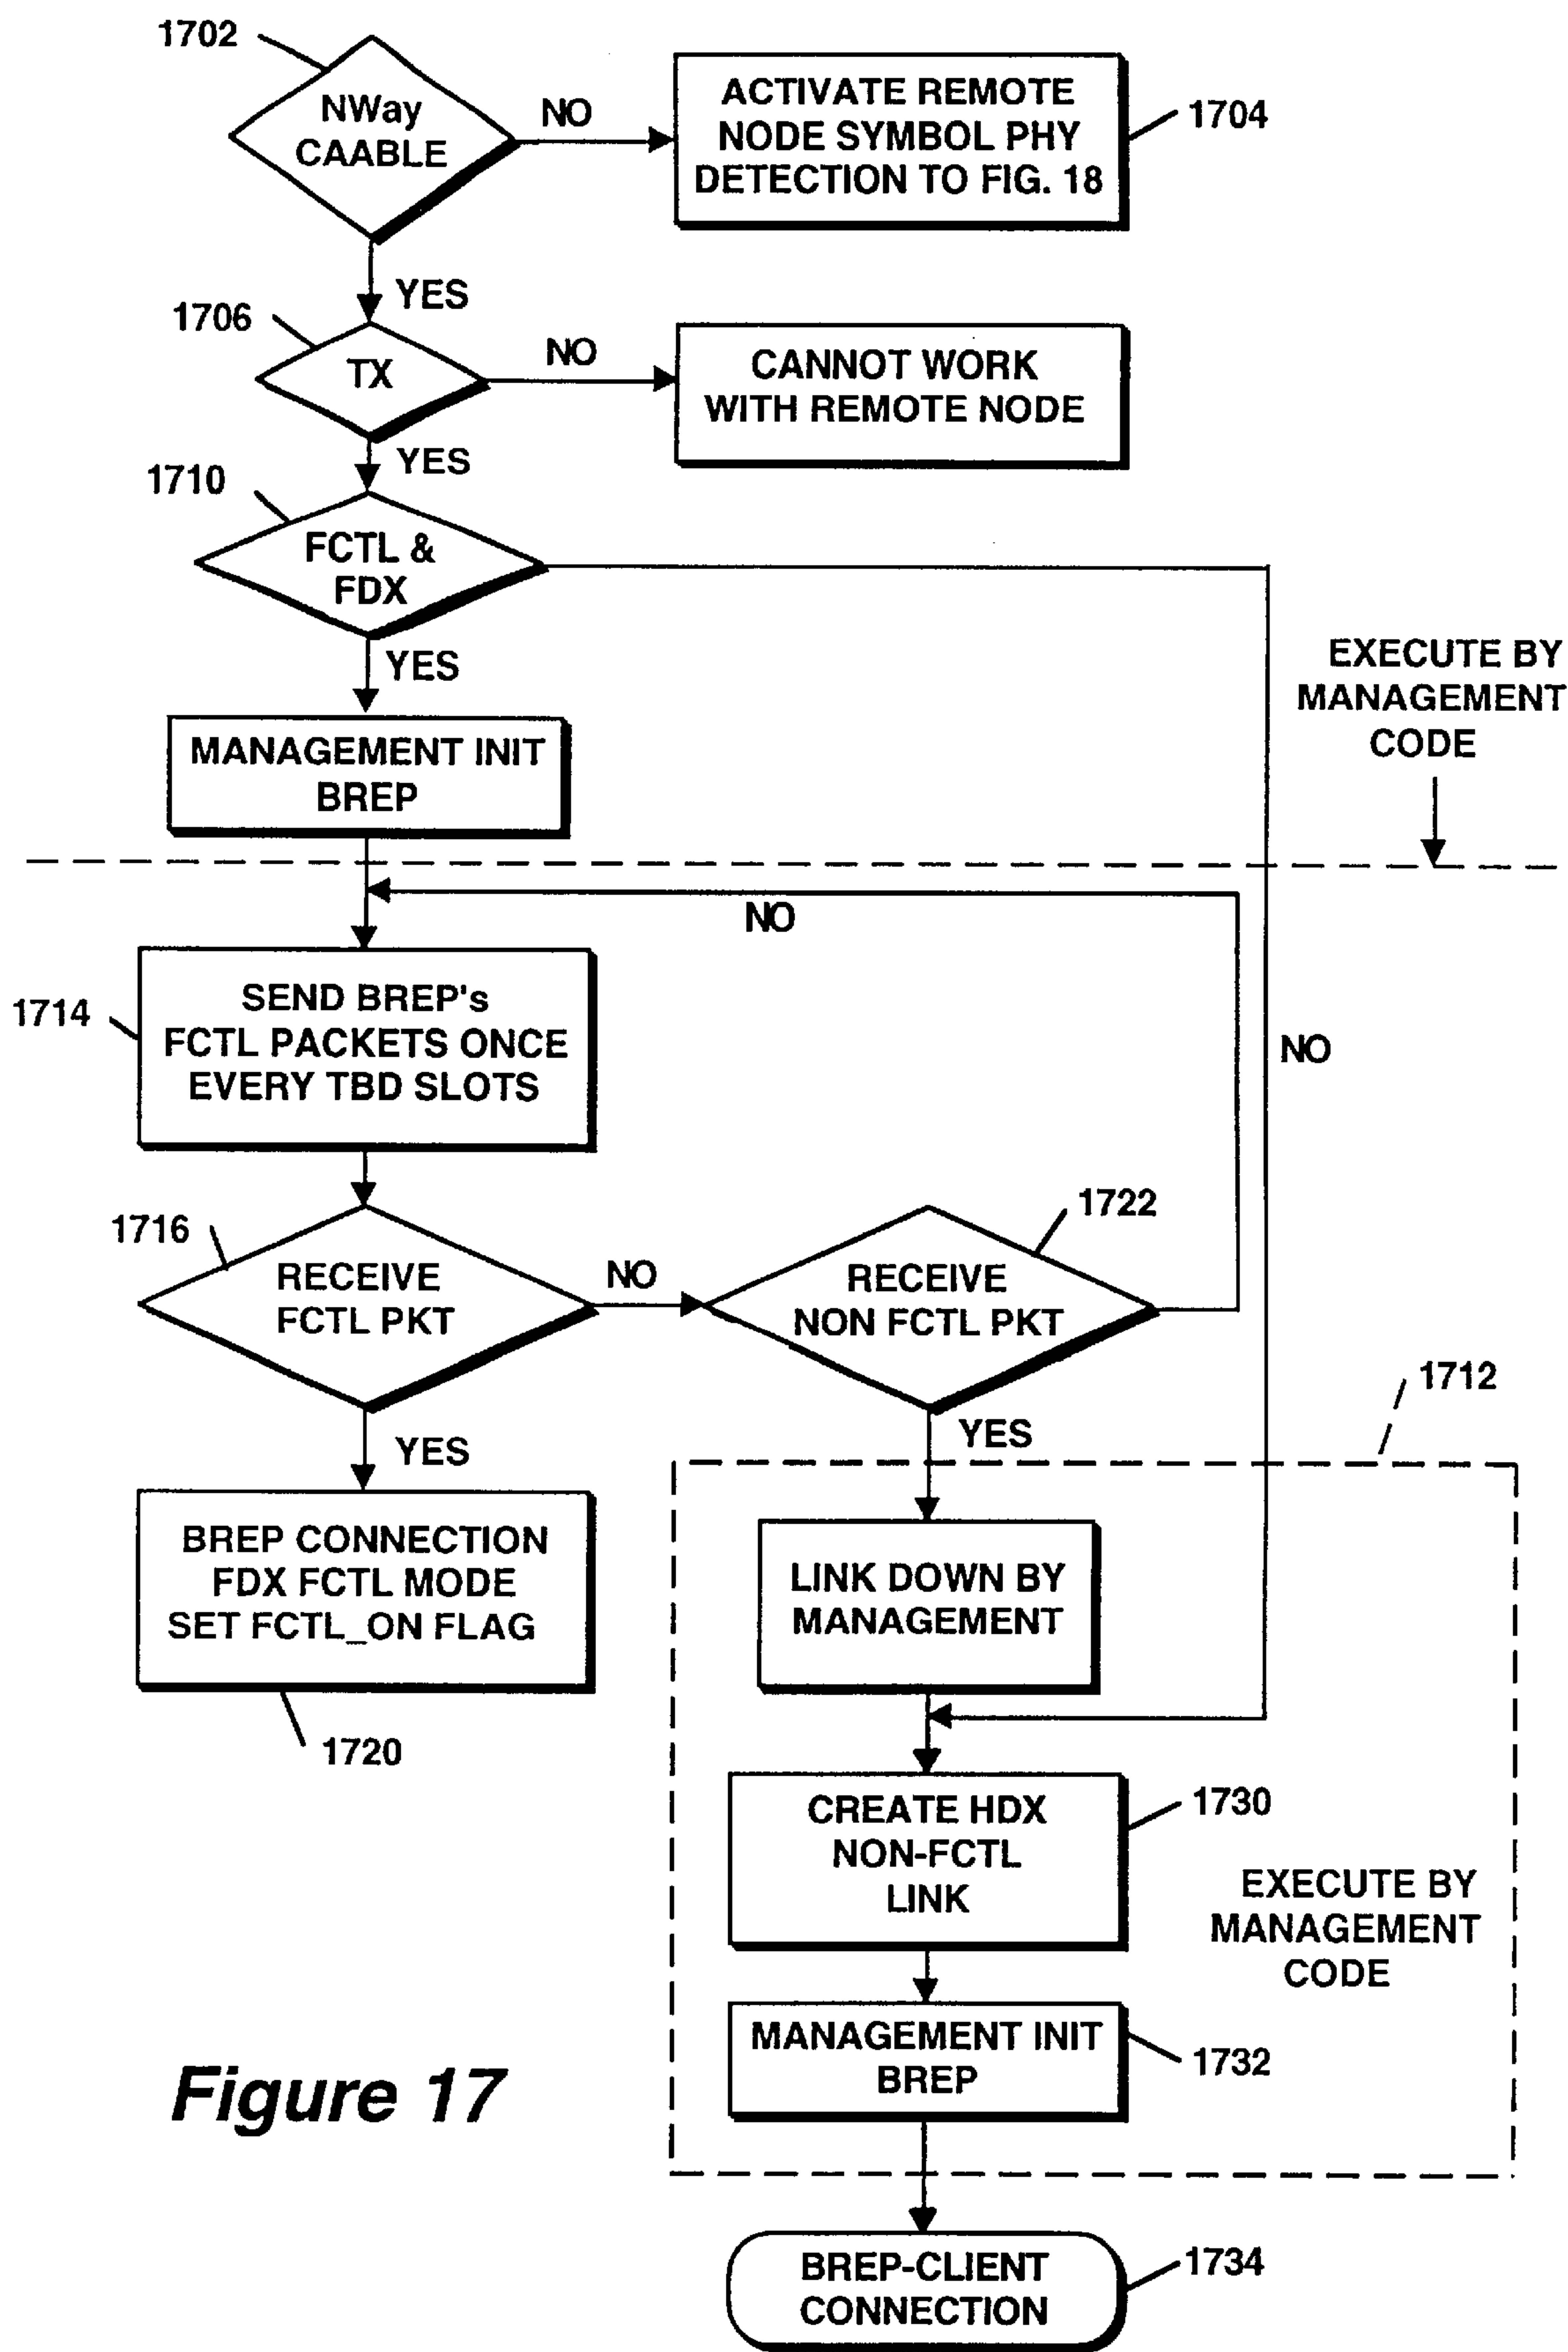 1702
NWay
CAABLE
NO
ACTIVATE REMOTE
NODE SYMBOL PHY
DETECTION TO FIG. 18
1704
YES
1706
TX
NO
CANNOT WORK
WITH REMOTE NODE
YES
1710
FCTL &
FDX
YES
EXECUTE BY
MANAGEMENT
CODE
MANAGEMENT INIT
BREP
NO
1714
SEND BREP's
FCTL PACKETS ONCE
EVERY TBD SLOTS
NO
1716
RECEIVE
FCTL PKT
NO
1722
RECEIVE
NON FCTL PKT
YES
YES
1712
BREP CONNECTION
FDX FCTL MODE
SET FCTL_ON FLAG
1720
LINK DOWN BY
MANAGEMENT
CREATE HDX
NON-FCTL
LINK
1730
EXECUTE BY
MANAGEMENT
CODE
MANAGEMENT INIT
BREP
1732
Figure 17
BREP-CLIENT
CONNECTION
1734